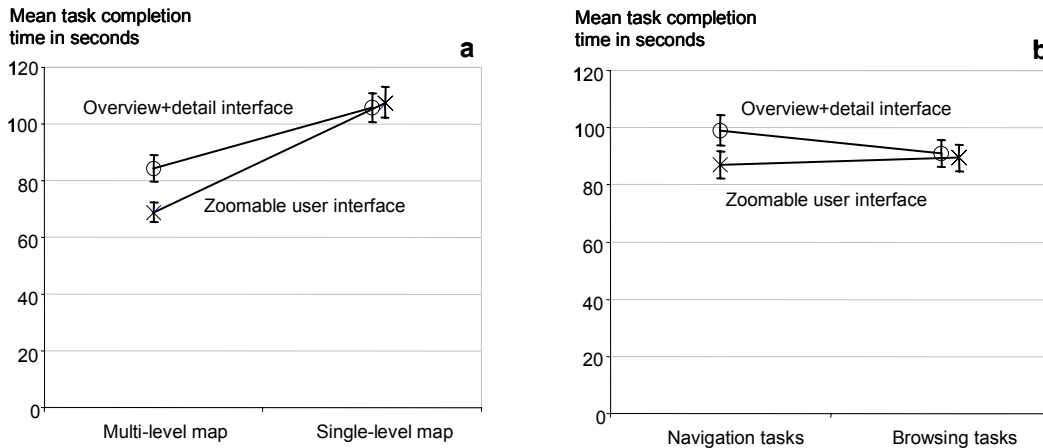 Mean task completion
time in seconds
a
120
100
80
60
40
20
0
Overview+detail interface
Zoomable user interface
Multi-level map
Single-level map
Mean task completion
time in seconds
b
120
100
80
60
40
20
0
Overview+detail interface
Zoomable user interface
Navigation tasks
Browsing tasks